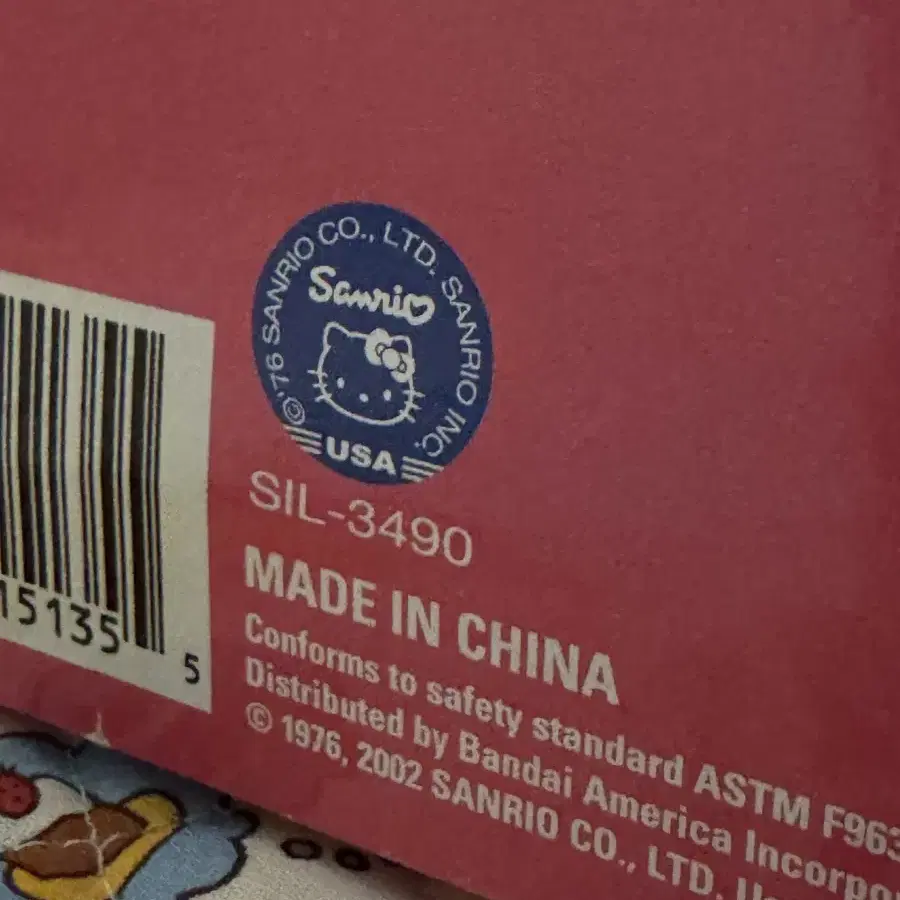 ©'76 SANRIO CO., LTD. SANRIO INC.
Sanrio
USA
SIL-3490
MADE IN CHINA
Conforms to safety standard ASTM F963
Distributed by Bandai America
© 1976, 2002 SANRIO CO., LTD.
15135 5